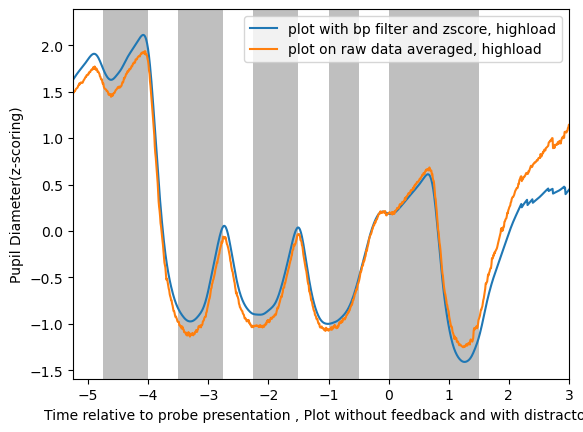 plot with bp filter and zscore, highload
plot on raw data averaged, highload
Pupil Diameter(z-scoring)
2.0
1.5
1.0
0.5
0.0
−0.5
−1.0
−1.5
−5 −4 −3 −2 −1 0 1 2 3
Time relative to probe presentation , Plot without feedback and with distracto